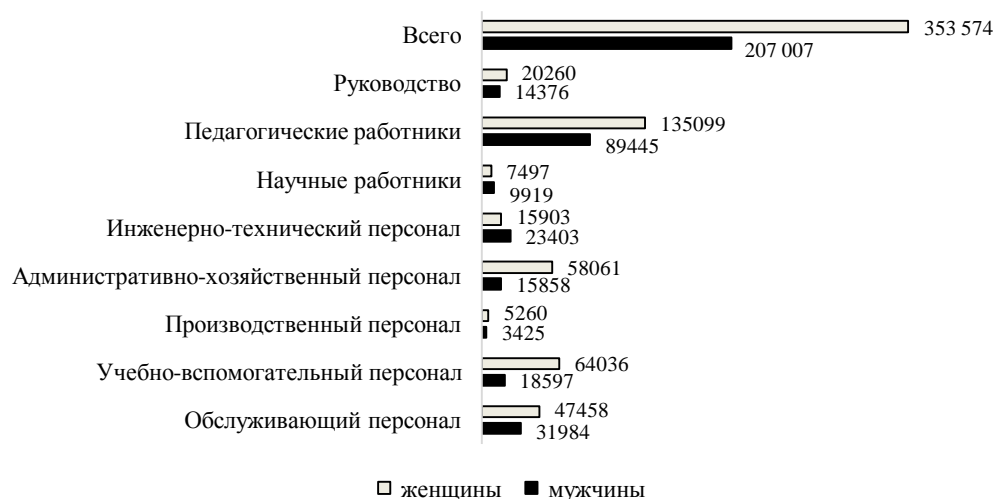 Всего
353 574
207 007
Руководство
20260
14376
Педагогические работники
135099
89445
Научные работники
7497
9919
Инженерно-технический персонал
15903
23403
Административно-хозяйственный персонал
58061
15858
Производственный персонал
5260
3425
Учебно-вспомогательный персонал
64036
18597
Обслуживающий персонал
47458
31984
женщины мужчины